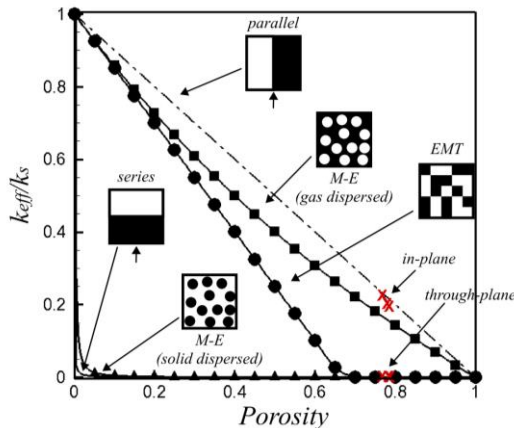 parallel
1
0.8
0.6
0.4
0.2
0
keff/ks
series
M-E
(gas dispersed)
EMT
in-plane
through-plane
M-E
(solid dispersed)
0
0.2
0.4
0.6
0.8
1
Porosity